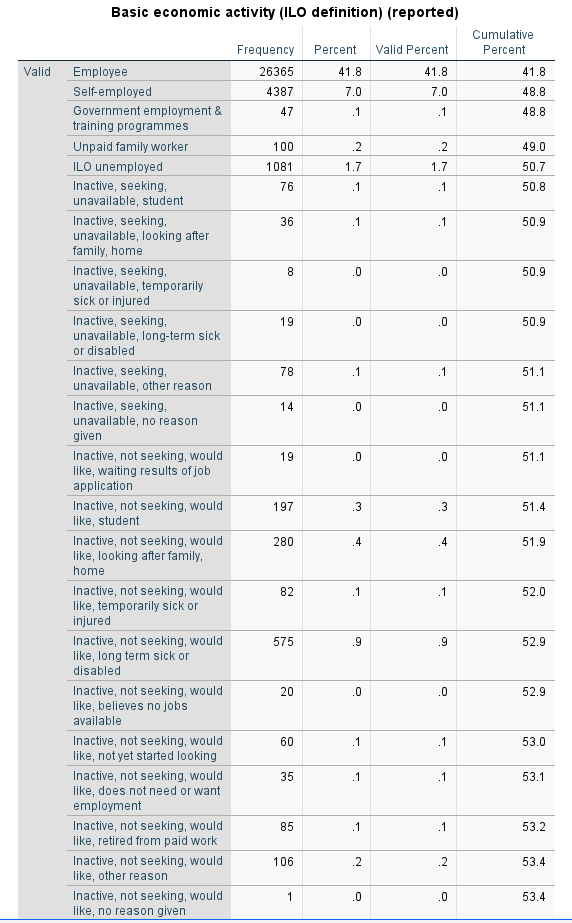 Basic economic activity (ILO definition) (reported)
Frequency Percent Valid Percent Cumulative Percent
Valid Employee 26365 41.8 41.8 41.8
Self-employed 4387 7.0 7.0 48.8
Government employment & training programmes 47 .1 .1 48.8
Unpaid family worker 100 .2 .2 49.0
ILO unemployed 1081 1.7 1.7 50.7
Inactive, seeking, unavailable, student 76 .1 .1 50.8
Inactive, seeking, unavailable, looking after family, home 36 .1 .1 50.9
Inactive, seeking, unavailable, temporarily sick or injured 8 .0 .0 50.9
Inactive, seeking, unavailable, long-term sick or disabled 19 .0 .0 50.9
Inactive, seeking, unavailable, other reason 78 .1 .1 51.1
Inactive, seeking, unavailable, no reason given 14 .0 .0 51.1
Inactive, not seeking, would like, waiting results of job application 19 .0 .0 51.1
Inactive, not seeking, would like, student 197 .3 .3 51.4
Inactive, not seeking, would like, looking after family, home 280 .4 .4 51.9
Inactive, not seeking, would like, temporarily sick or injured 82 .1 .1 52.0
Inactive, not seeking, would like, long term sick or disabled 575 .9 .9 52.9
Inactive, not seeking, would like, believes no jobs available 20 .0 .0 52.9
Inactive, not seeking, would like, not yet started looking 60 .1 .1 53.0
Inactive, not seeking, would like, does not need or want employment 35 .1 .1 53.1
Inactive, not seeking, would like, retired from paid work 85 .1 .1 53.2
Inactive, not seeking, would like, other reason 106 .2 .2 53.4
Inactive, not seeking, would like, no reason given 1 .0 .0 53.4